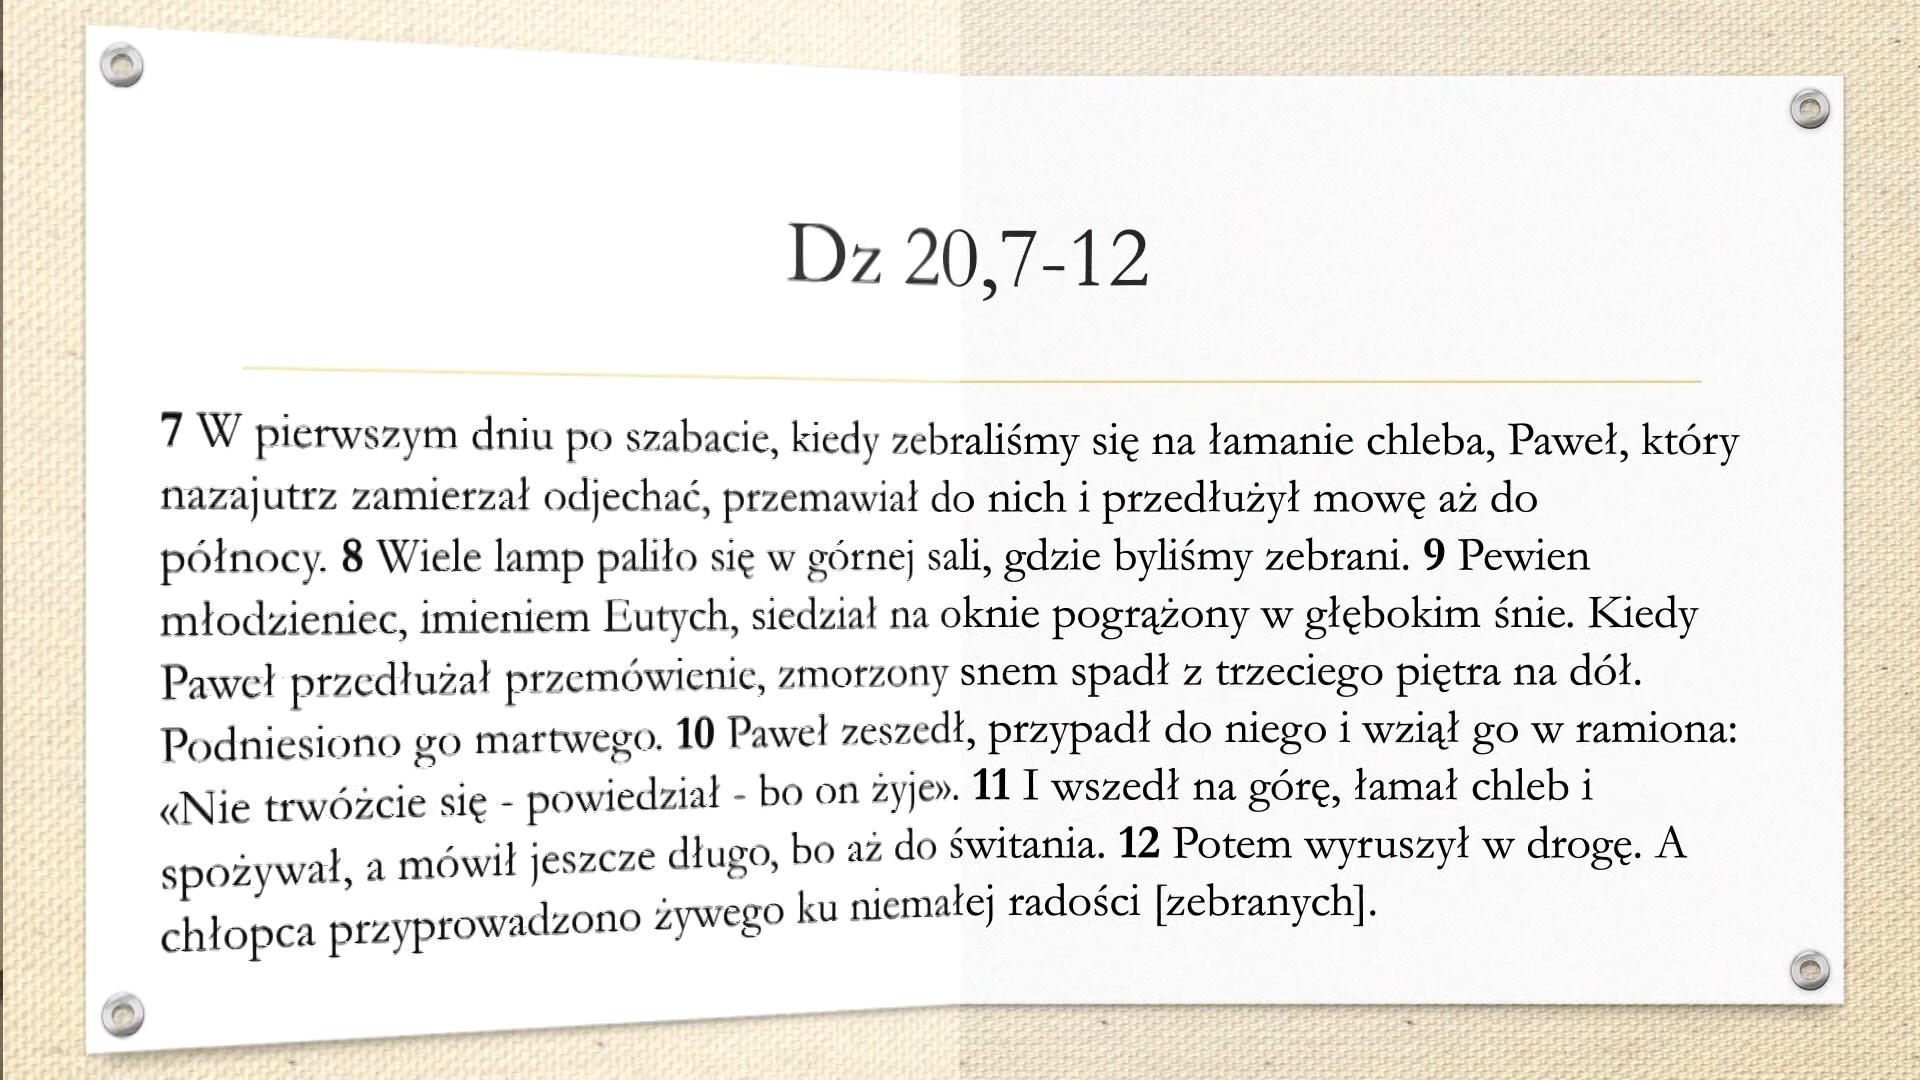 Dz 20,7-12
7 W pierwszym dniu po szabacie, kiedy zebraliśmy się na łamanie chleba, Paweł, który
nazajutrz zamierzał odjechać, przemawiał do nich i przedłużył mowę aż do
północy. 8 Wiele lamp paliło się w górnej sali, gdzie byliśmy zebrani. 9 Pewien
młodzieniec, imieniem Eutych, siedział na oknie pogrążony w głębokim śnie. Kiedy
Paweł przedłużał przemówienie, zmorzony snem spadł z trzeciego piętra na dół.
Podniesiono go martwego. 10 Paweł zeszedł, przypadł do niego i wziął go w ramiona:
«Nie trwóżcie się - powiedział - bo on żyje». 11 I wszedł na górę, łamał chleb i
spożywał, a mówił jeszcze długo, bo aż do świtania. 12 Potem wyruszył w drogę. A
chłopca przyprowadzono żywego ku niemałej radości [zebranych].